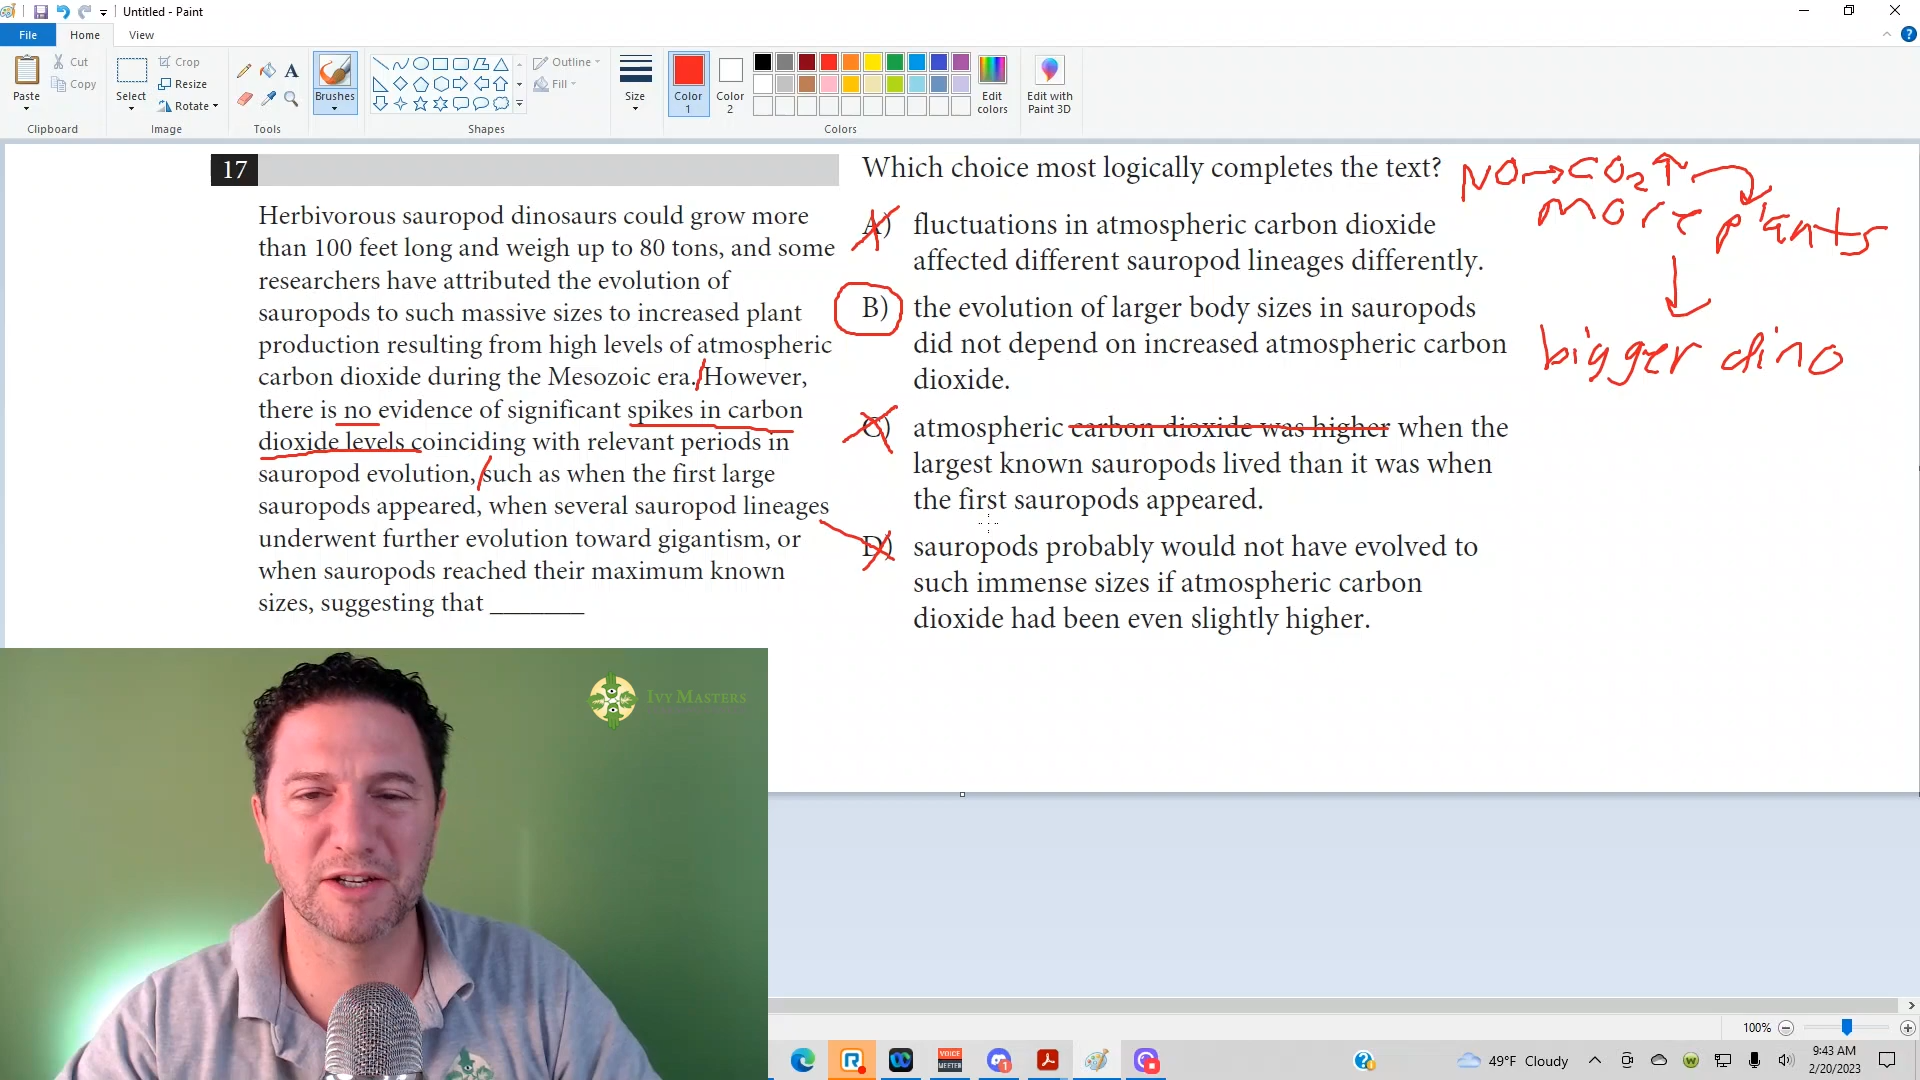 Untitled - Paint
File
Home
View
Paste
Cut
Copy
Clipboard
Select
Crop
Resize
Rotate
Image
Tools
Brushes
Outline
Fill
Shapes
Size
Color 1
Color 2
Edit colors
Colors
Edit with Paint 3D
17
Herbivorous sauropod dinosaurs could grow more
than 100 feet long and weigh up to 80 tons, and some
researchers have attributed the evolution of
sauropods to such massive sizes to increased plant
production resulting from high levels of atmospheric
carbon dioxide during the Mesozoic era. However,
there is no evidence of significant spikes in carbon
dioxide levels coinciding with relevant periods in
sauropod evolution, such as when the first large
sauropods appeared, when several sauropod lineages
underwent further evolution toward gigantism, or
when sauropods reached their maximum known
sizes, suggesting that _______
Which choice most logically completes the text?
A) fluctuations in atmospheric carbon dioxide
affected different sauropod lineages differently.
B) the evolution of larger body sizes in sauropods
did not depend on increased atmospheric carbon
dioxide.
C) atmospheric carbon dioxide was higher when the
largest known sauropods lived than it was when
the first sauropods appeared.
D) sauropods probably would not have evolved to
such immense sizes if atmospheric carbon
dioxide had been even slightly higher.
NO→CO2↑
more plants
bigger dino
IVY MASTERS
100%
VOICE
MEETER
49°F Cloudy
9:43 AM
2/20/2023